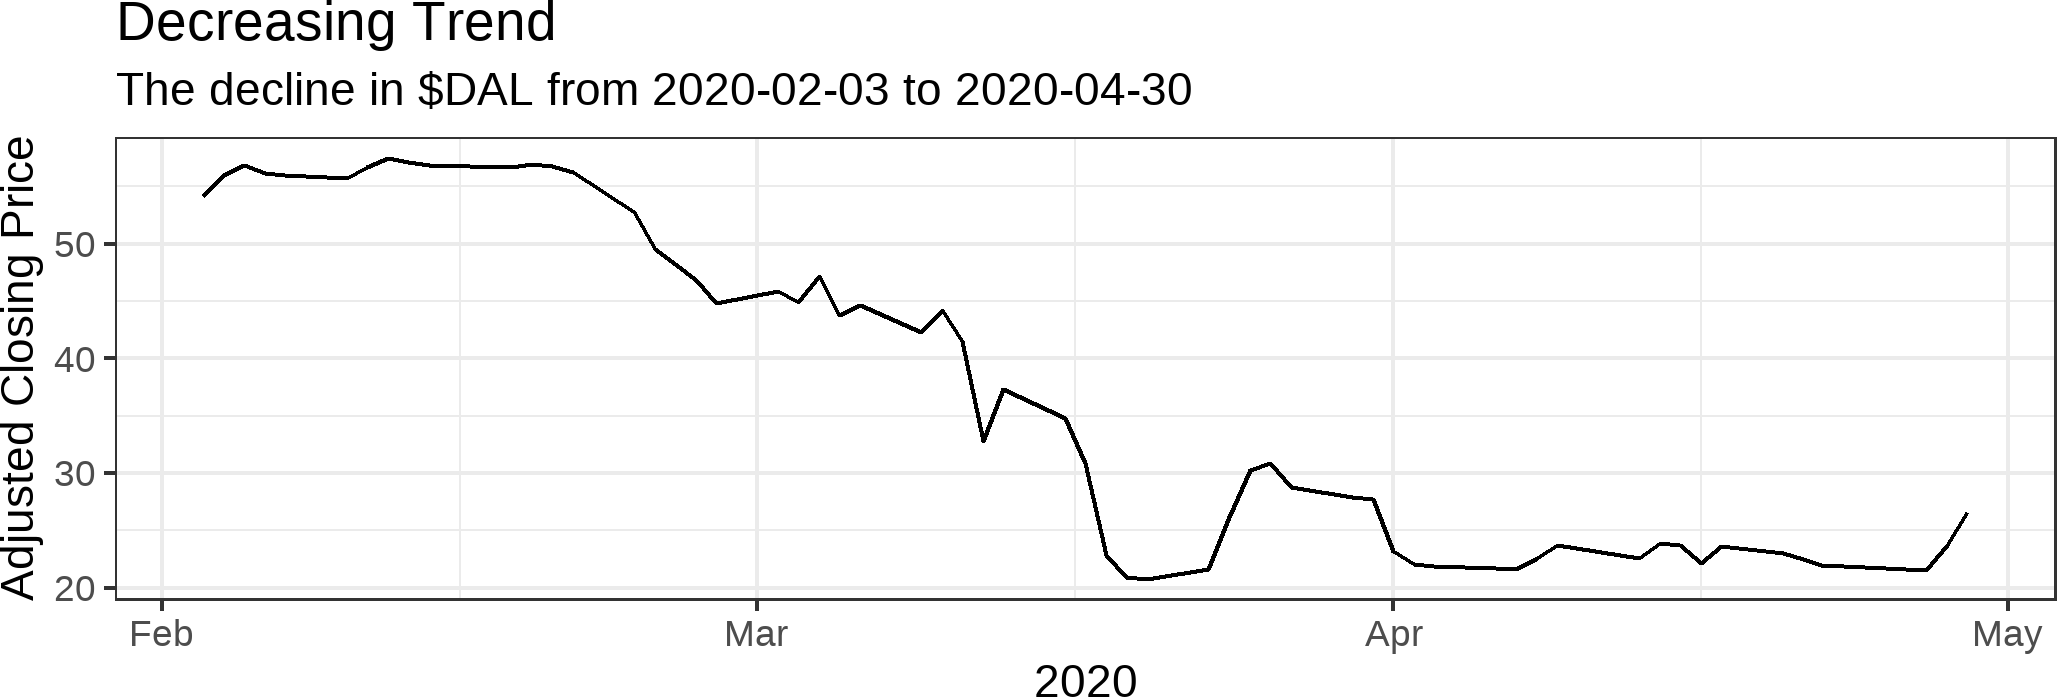 Decreasing Trend
The decline in $DAL from 2020-02-03 to 2020-04-30
Adjusted Closing Price
50
40
30
20
Feb Mar Apr May
2020